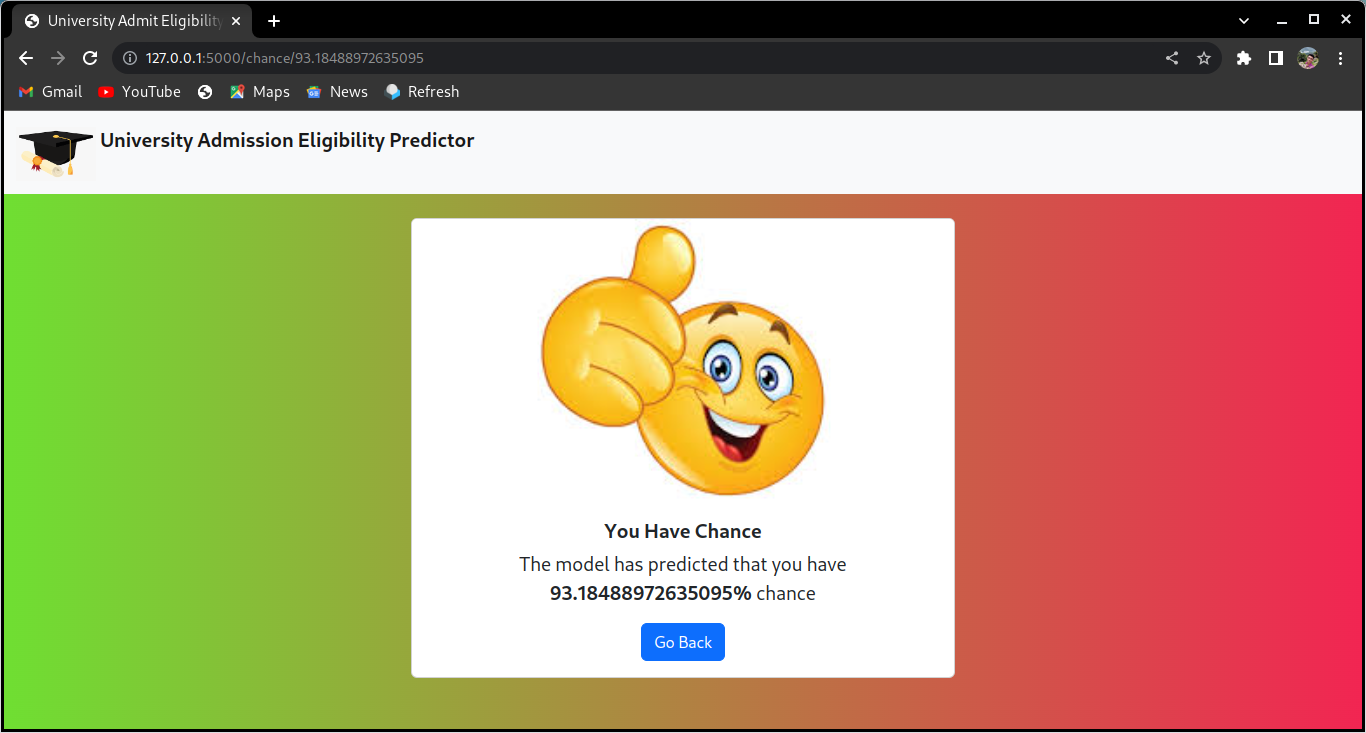 University Admit Eligibility
127.0.0.1:5000/chance/93.18488972635095
Gmail YouTube Maps News Refresh
University Admission Eligibility Predictor
You Have Chance
The model has predicted that you have
93.18488972635095% chance
Go Back